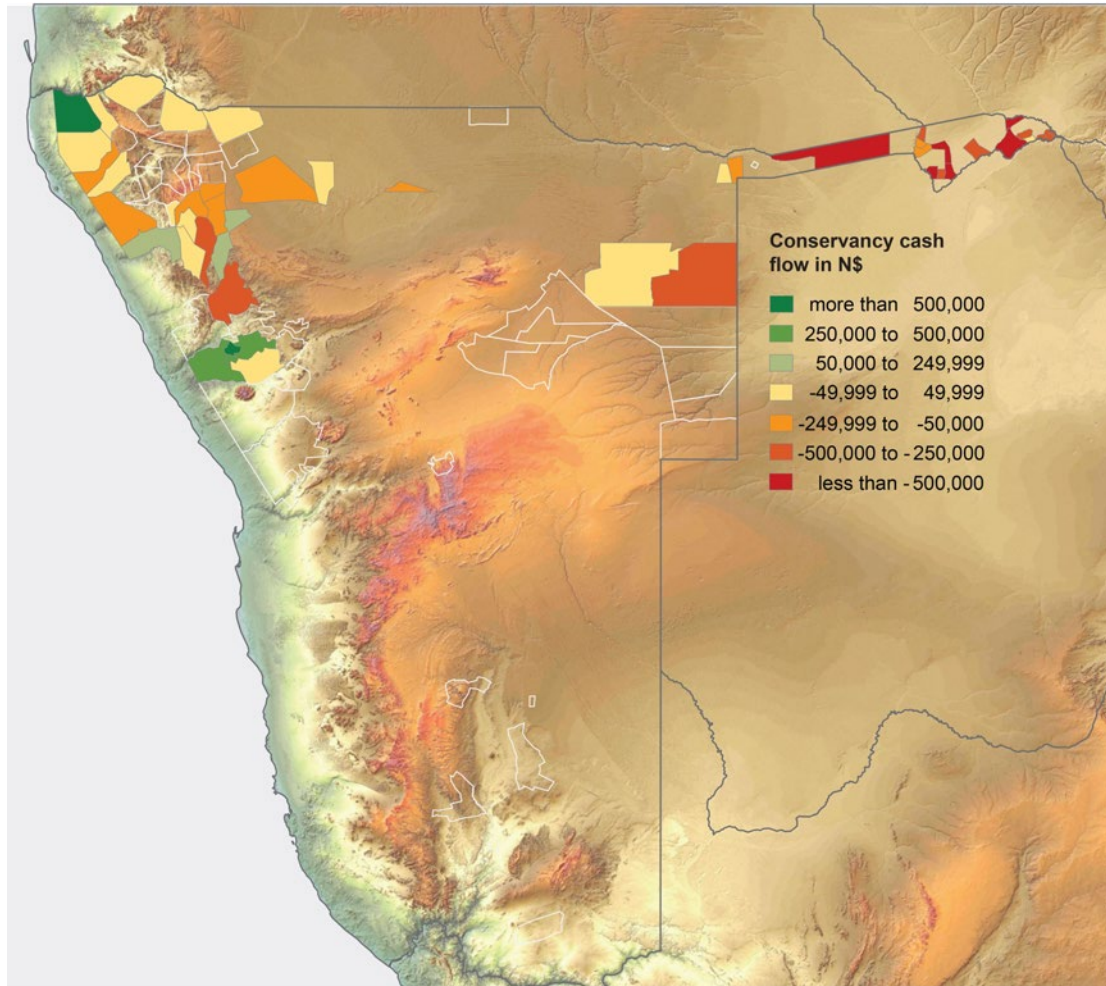 Conservancy cash
flow in N$
more than 500,000
250,000 to 500,000
50,000 to 249,999
-49,999 to 49,999
-249,999 to -50,000
-500,000 to -250,000
less than -500,000